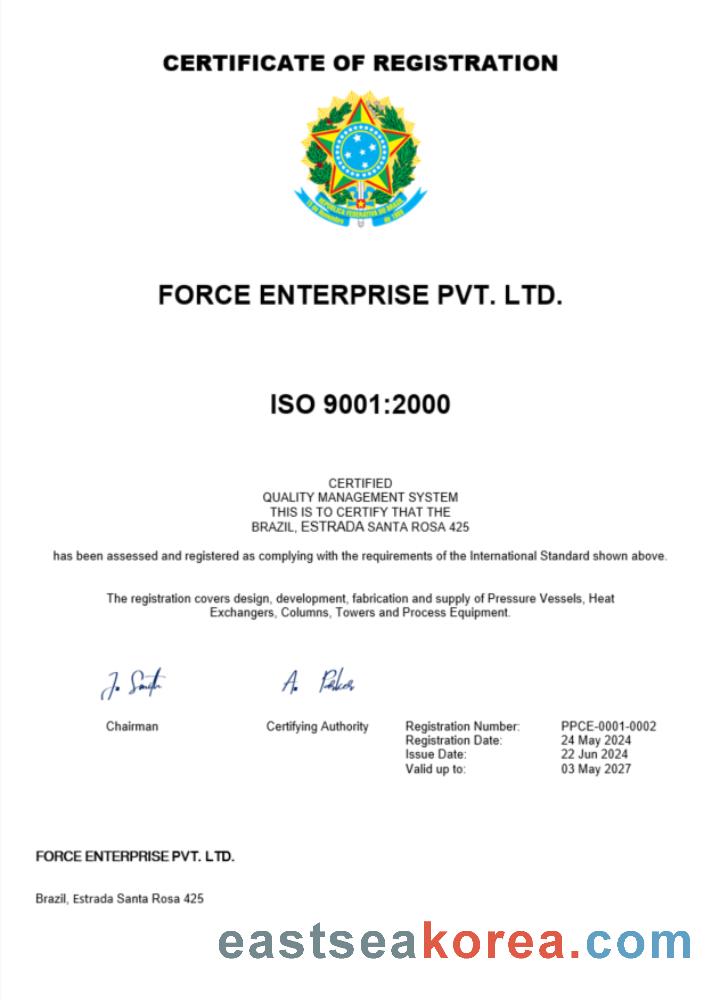 CERTIFICATE OF REGISTRATION
REPÚBLICA FEDERATIVA DO BRASIL
15 de Novembro
de 1889
FORCE ENTERPRISE PVT. LTD.
ISO 9001:2000
CERTIFIED
QUALITY MANAGEMENT SYSTEM
THIS IS TO CERTIFY THAT THE
BRAZIL, ESTRADA SANTA ROSA 425
has been assessed and registered as complying with the requirements of the International Standard shown above.
The registration covers design, development, fabrication and supply of Pressure Vessels, Heat
Exchangers, Columns, Towers and Process Equipment.
J. Smith
A. Parker
Chairman
Certifying Authority
Registration Number: PPCE-0001-0002
Registration Date: 24 May 2024
Issue Date: 22 Jun 2024
Valid up to: 03 May 2027
FORCE ENTERPRISE PVT. LTD.
Brazil, Estrada Santa Rosa 425
eastseakorea.com